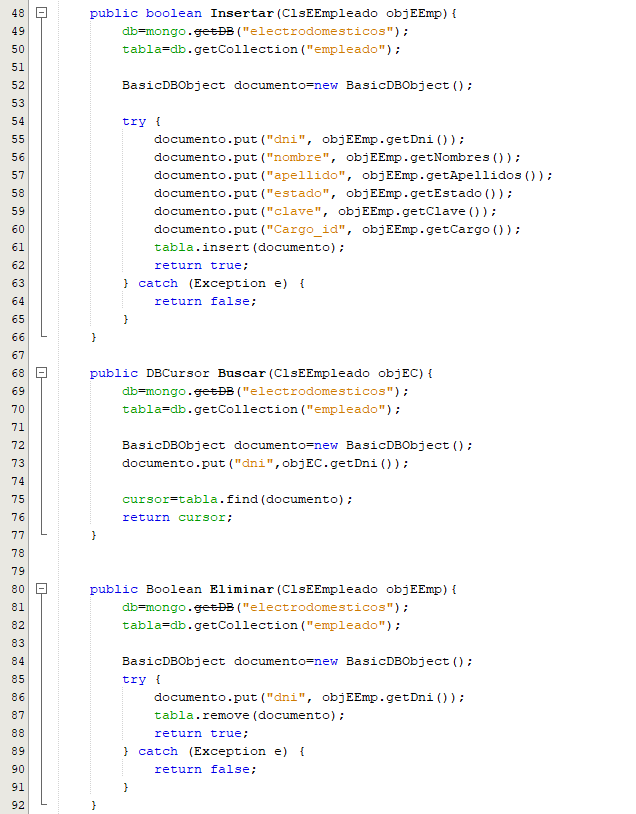 48 public boolean Insertar(ClsEEmpleado objEEmp){
49 db=mongo.getDB("electrodomesticos");
50 tabla=db.getCollection("empleado");
51
52 BasicDBObject documento=new BasicDBObject();
53
54 try {
55 documento.put("dni", objEEmp.getDni());
56 documento.put("nombre", objEEmp.getNombres());
57 documento.put("apellido", objEEmp.getApellidos());
58 documento.put("estado", objEEmp.getEstado());
59 documento.put("clave", objEEmp.getClave());
60 documento.put("Cargo_id", objEEmp.getCargo());
61 tabla.insert(documento);
62 return true;
63 } catch (Exception e) {
64 return false;
65 }
66 }
67
68 public DBCursor Buscar(ClsEEmpleado objEC){
69 db=mongo.getDB("electrodomesticos");
70 tabla=db.getCollection("empleado");
71
72 BasicDBObject documento=new BasicDBObject();
73 documento.put("dni",objEC.getDni());
74
75 cursor=tabla.find(documento);
76 return cursor;
77 }
78
79
80 public Boolean Eliminar(ClsEEmpleado objEEmp){
81 db=mongo.getDB("electrodomesticos");
82 tabla=db.getCollection("empleado");
83
84 BasicDBObject documento=new BasicDBObject();
85 try {
86 documento.put("dni", objEEmp.getDni());
87 tabla.remove(documento);
88 return true;
89 } catch (Exception e) {
90 return false;
91 }
92 }